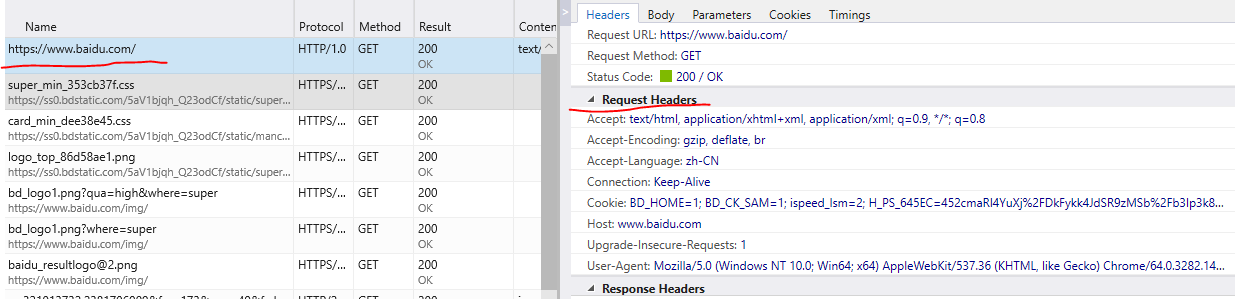 Name Protocol Method Result Conten
https://www.baidu.com/ HTTP/1.0 GET 200 text/
OK
super_min_353cb37f.css HTTPS/... GET 200
https://ss0.bdstatic.com/5aV1bjqh_Q23odCf/static/super... OK
card_min_dee38e45.css HTTPS/... GET 200
https://ss0.bdstatic.com/5aV1bjqh_Q23odCf/static/manc... OK
logo_top_86d58ae1.png HTTPS/... GET 200
https://ss0.bdstatic.com/5aV1bjqh_Q23odCf/static/super... OK
bd_logo1.png?qua=high&where=super HTTPS/... GET 200
https://www.baidu.com/img/ OK
bd_logo1.png?where=super HTTPS/... GET 200
https://www.baidu.com/img/ OK
baidu_resultlogo@2.png HTTPS/... GET 200
https://www.baidu.com/img/ OK
Headers Body Parameters Cookies Timings
Request URL: https://www.baidu.com/
Request Method: GET
Status Code: 200 / OK
Request Headers
Accept: text/html, application/xhtml+xml, application/xml; q=0.9, */*; q=0.8
Accept-Encoding: gzip, deflate, br
Accept-Language: zh-CN
Connection: Keep-Alive
Cookie: BD_HOME=1; BD_CK_SAM=1; ispeed_lsm=2; H_PS_645EC=452cmaRI4YuXj%2FDkFykk4JdSR9zMSb%2Fb3Ip3k8...
Host: www.baidu.com
Upgrade-Insecure-Requests: 1
User-Agent: Mozilla/5.0 (Windows NT 10.0; Win64; x64) AppleWebKit/537.36 (KHTML, like Gecko) Chrome/64.0.3282.14...
Response Headers